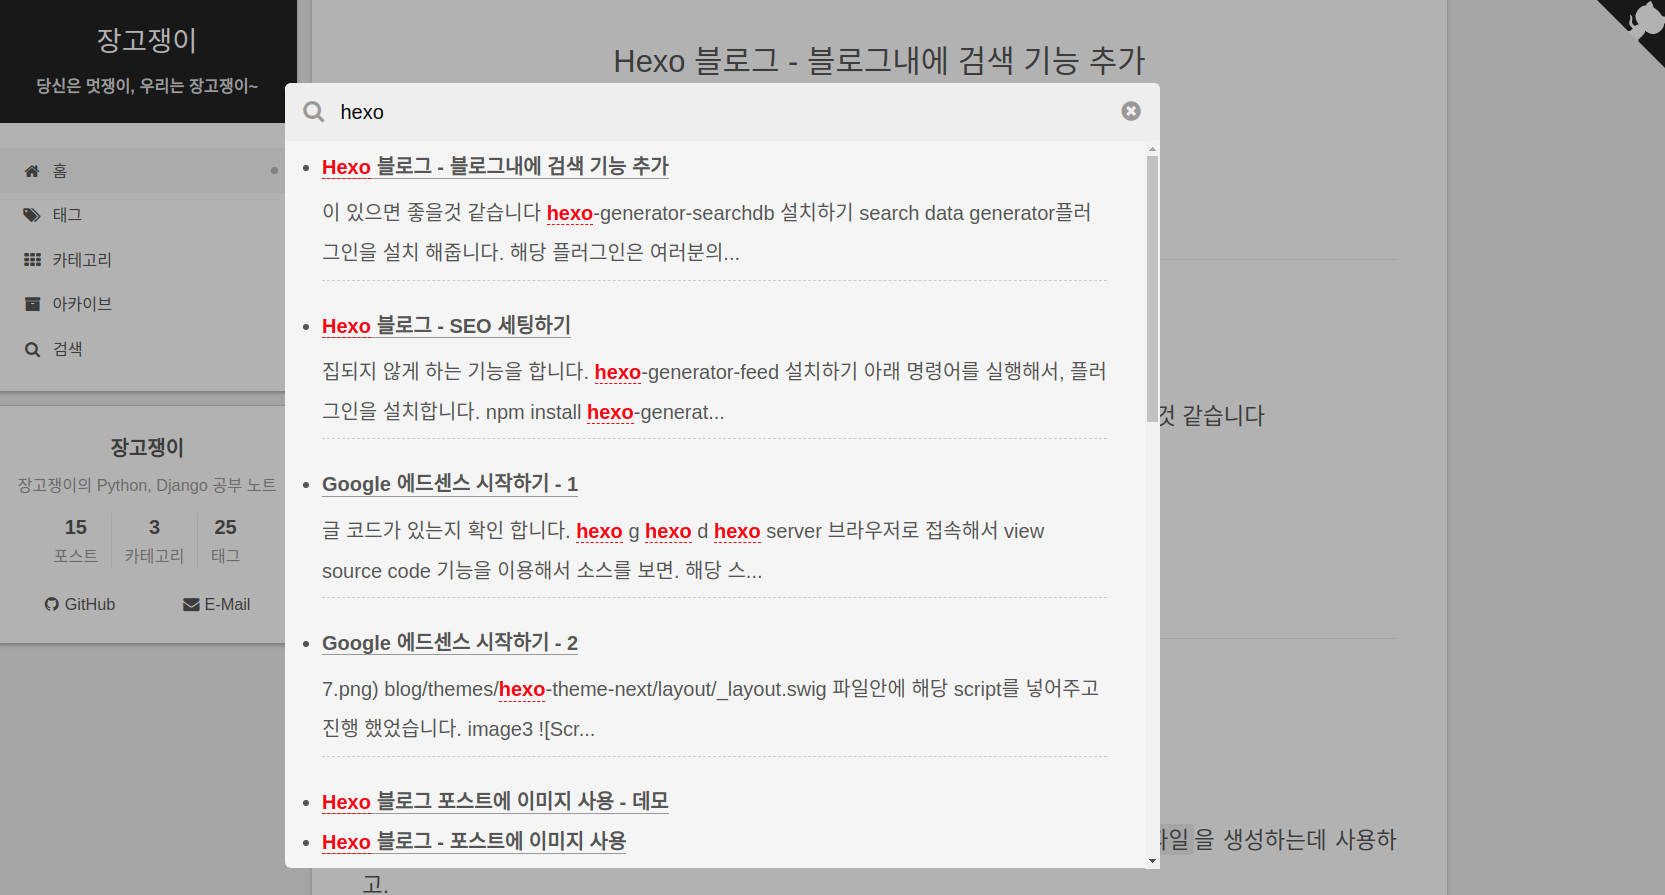 장고쟁이
당신은 멋쟁이, 우리는 장고쟁이~
홈
태그
카테고리
아카이브
검색
장고쟁이
장고쟁이의 Python, Django 공부 노트
15 3 25
포스트 카테고리 태그
GitHub E-Mail
Hexo 블로그 - 블로그내에 검색 기능 추가
hexo
Hexo 블로그 - 블로그내에 검색 기능 추가
이 있으면 좋을것 같습니다 hexo-generator-searchdb 설치하기 search data generator플러
그인을 설치 해줍니다. 해당 플러그인은 여러분의...
Hexo 블로그 - SEO 세팅하기
집되지 않게 하는 기능을 합니다. hexo-generator-feed 설치하기 아래 명령어를 실행해서, 플러
그인을 설치합니다. npm install hexo-generat...
Google 에드센스 시작하기 - 1
글 코드가 있는지 확인 합니다. hexo g hexo d hexo server 브라우저로 접속해서 view
source code 기능을 이용해서 소스를 보면. 해당 스...
Google 에드센스 시작하기 - 2
7.png) blog/themes/hexo-theme-next/layout/_layout.swig 파일안에 해당 script를 넣어주고
진행 했었습니다. image3 ![Scr...
Hexo 블로그 포스트에 이미지 사용 - 데모
Hexo 블로그 - 포스트에 이미지 사용
것 같습니다
일을 생성하는데 사용하
고.